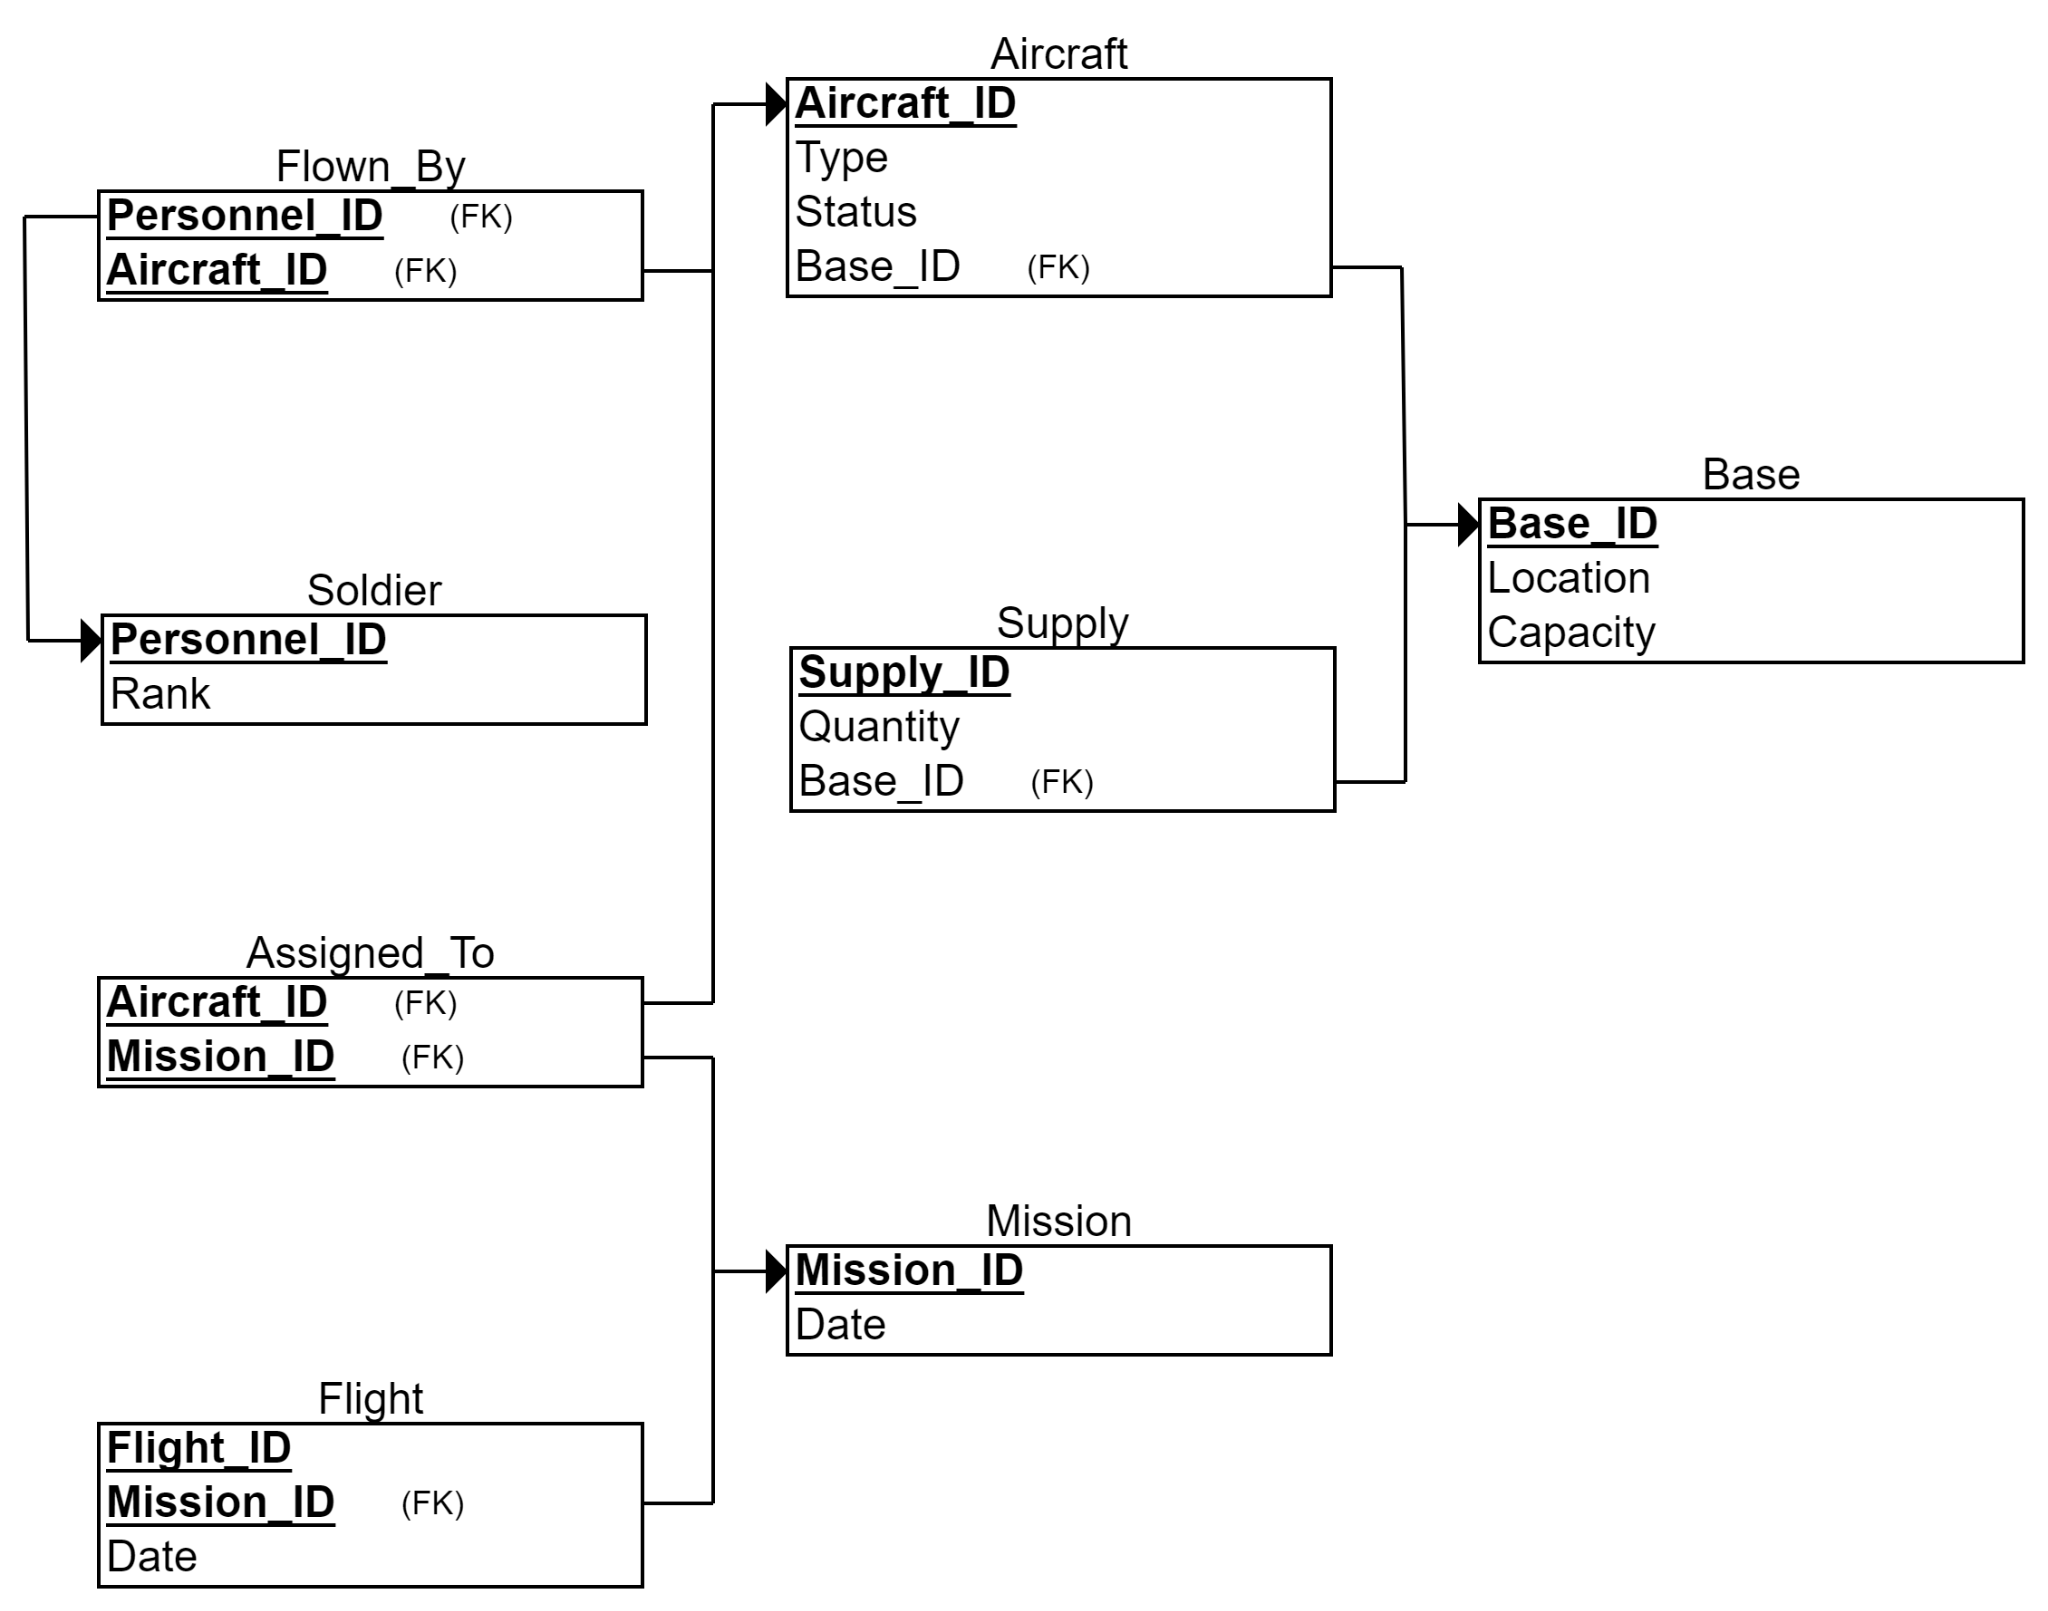 Aircraft
Aircraft_ID
Type
Status
Base_ID (FK)
Flown_By
Personnel_ID (FK)
Aircraft_ID (FK)
Base
Base_ID
Location
Capacity
Soldier
Personnel_ID
Rank
Supply
Supply_ID
Quantity
Base_ID (FK)
Assigned_To
Aircraft_ID (FK)
Mission_ID (FK)
Mission
Mission_ID
Date
Flight
Flight_ID
Mission_ID (FK)
Date